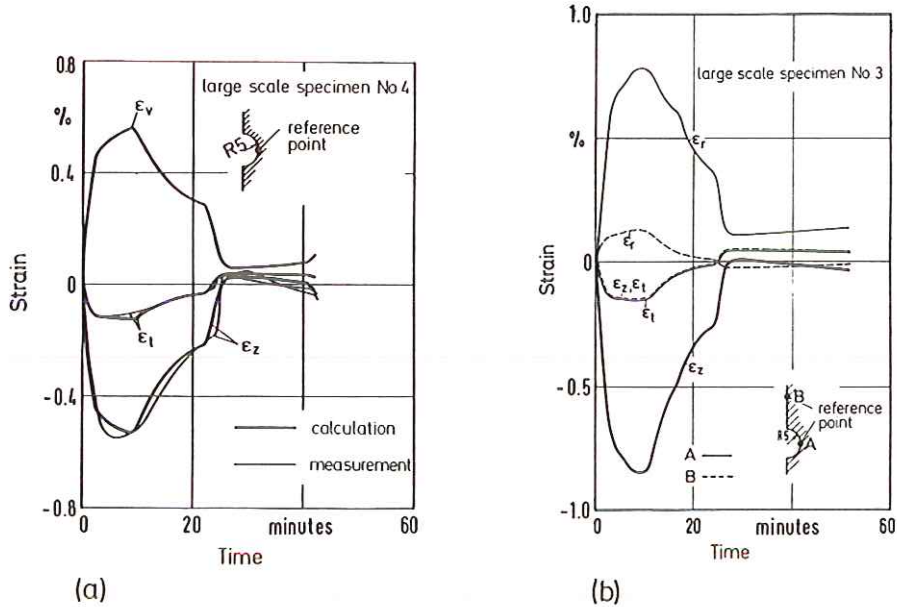 0.8
large scale specimen No 4
εv
%
R5
reference
point
0.4
Strain
0
εt
εz
-0.4
calculation
measurement
-0.8
0
20
minutes
60
Time
(a)
1.0
large scale specimen No 3
%
0.5
εr
εr
Strain
0
εz,εt
εt
εz
-0.5
B
reference
point
R5
A
A
B
-1.0
0
20
minutes
60
Time
(b)